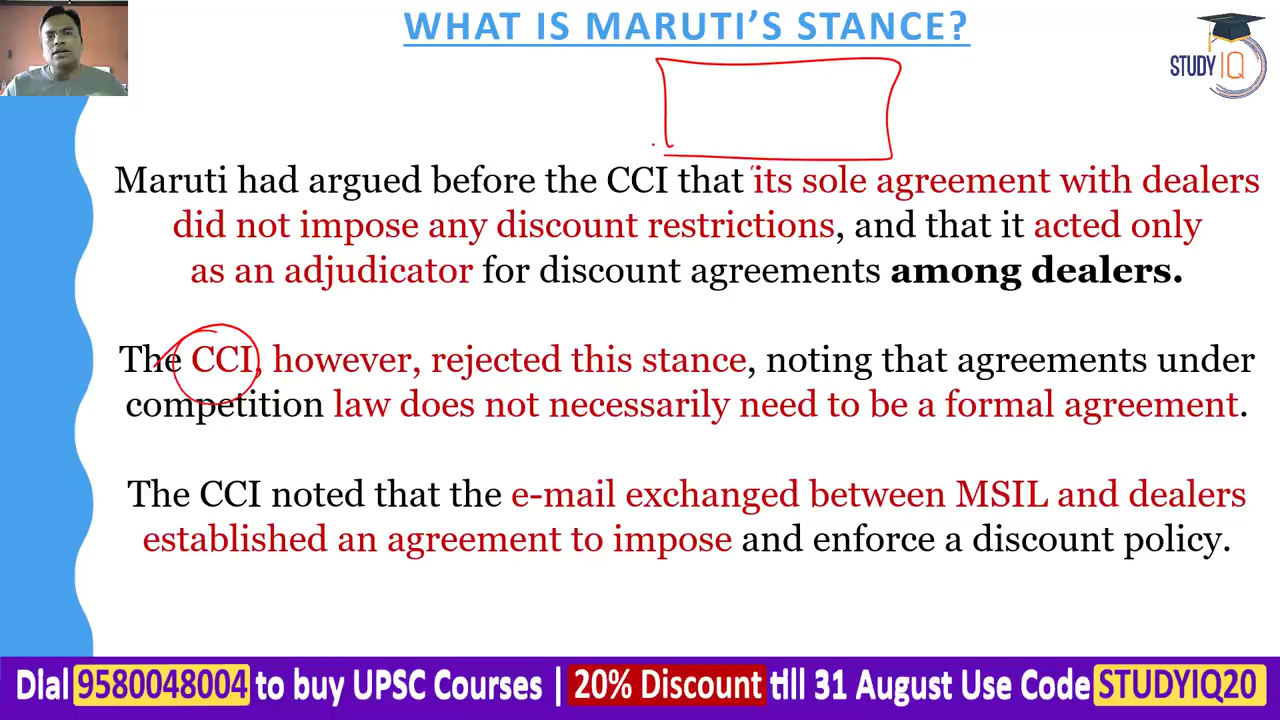 WHAT IS MARUTI'S STANCE?
STUDY IQ
Maruti had argued before the CCI that its sole agreement with dealers
did not impose any discount restrictions, and that it acted only
as an adjudicator for discount agreements among dealers.
The CCI, however, rejected this stance, noting that agreements under
competition law does not necessarily need to be a formal agreement.
The CCI noted that the e-mail exchanged between MSIL and dealers
established an agreement to impose and enforce a discount policy.
Dial 9580048004 to buy UPSC Courses | 20% Discount till 31 August Use Code STUDYIQ20